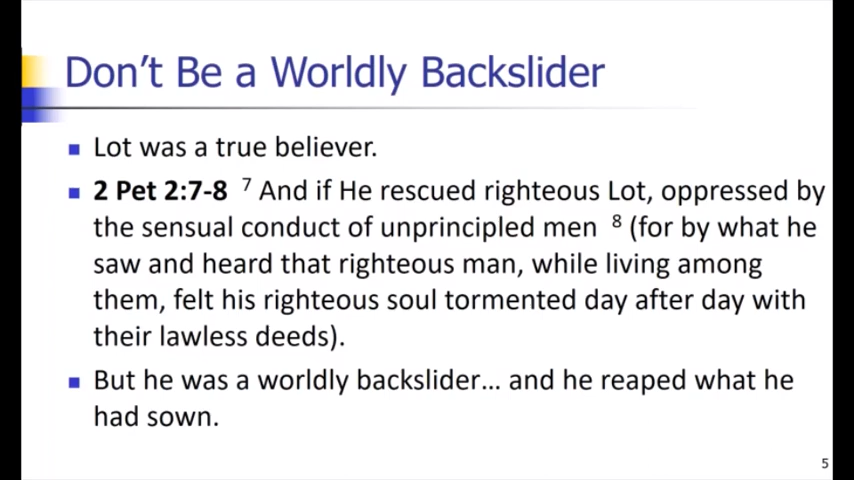 Don't Be a Worldly Backslider
Lot was a true believer.
2 Pet 2:7-8 7 And if He rescued righteous Lot, oppressed by
the sensual conduct of unprincipled men 8 (for by what he
saw and heard that righteous man, while living among
them, felt his righteous soul tormented day after day with
their lawless deeds).
But he was a worldly backslider... and he reaped what he
had sown.
5